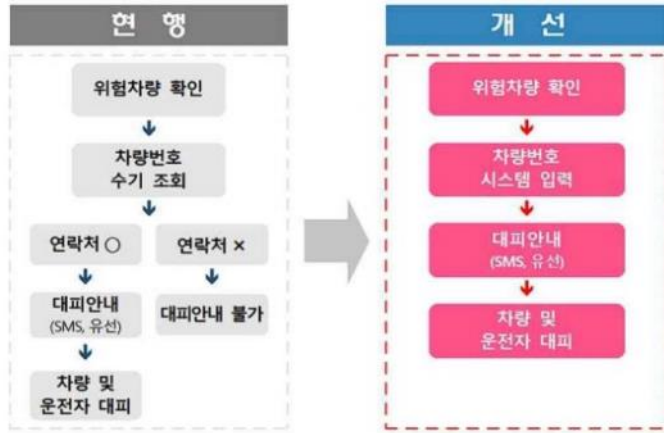 현 행
위험차량 확인
차량번호
수기 조회
연락처 ○
연락처 ×
대피안내
(SMS, 유선)
대피안내 불가
차량 및
운전자 대피
개 선
위험차량 확인
차량번호
시스템 입력
대피안내
(SMS, 유선)
차량 및
운전자 대피